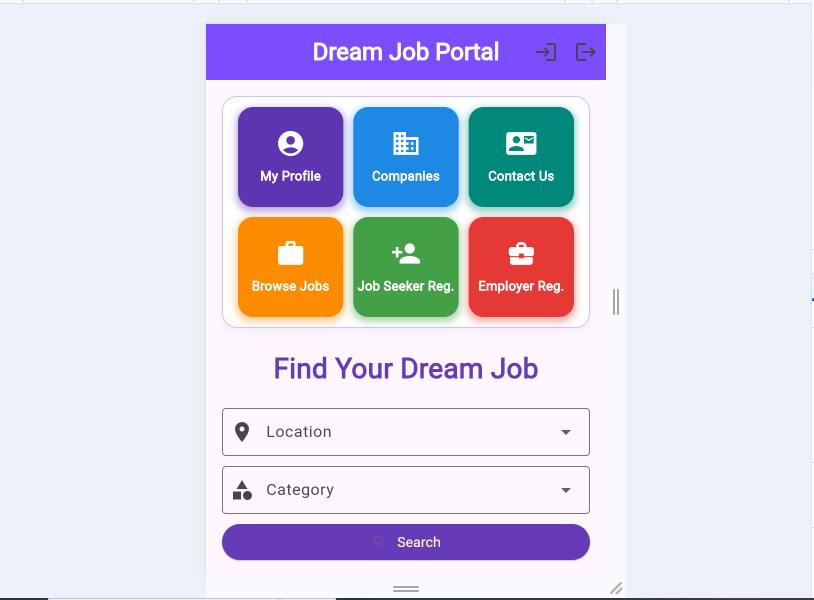 Dream Job Portal
My Profile
Companies
Contact Us
Browse Jobs
Job Seeker Reg.
Employer Reg.
Find Your Dream Job
Location
Category
Search